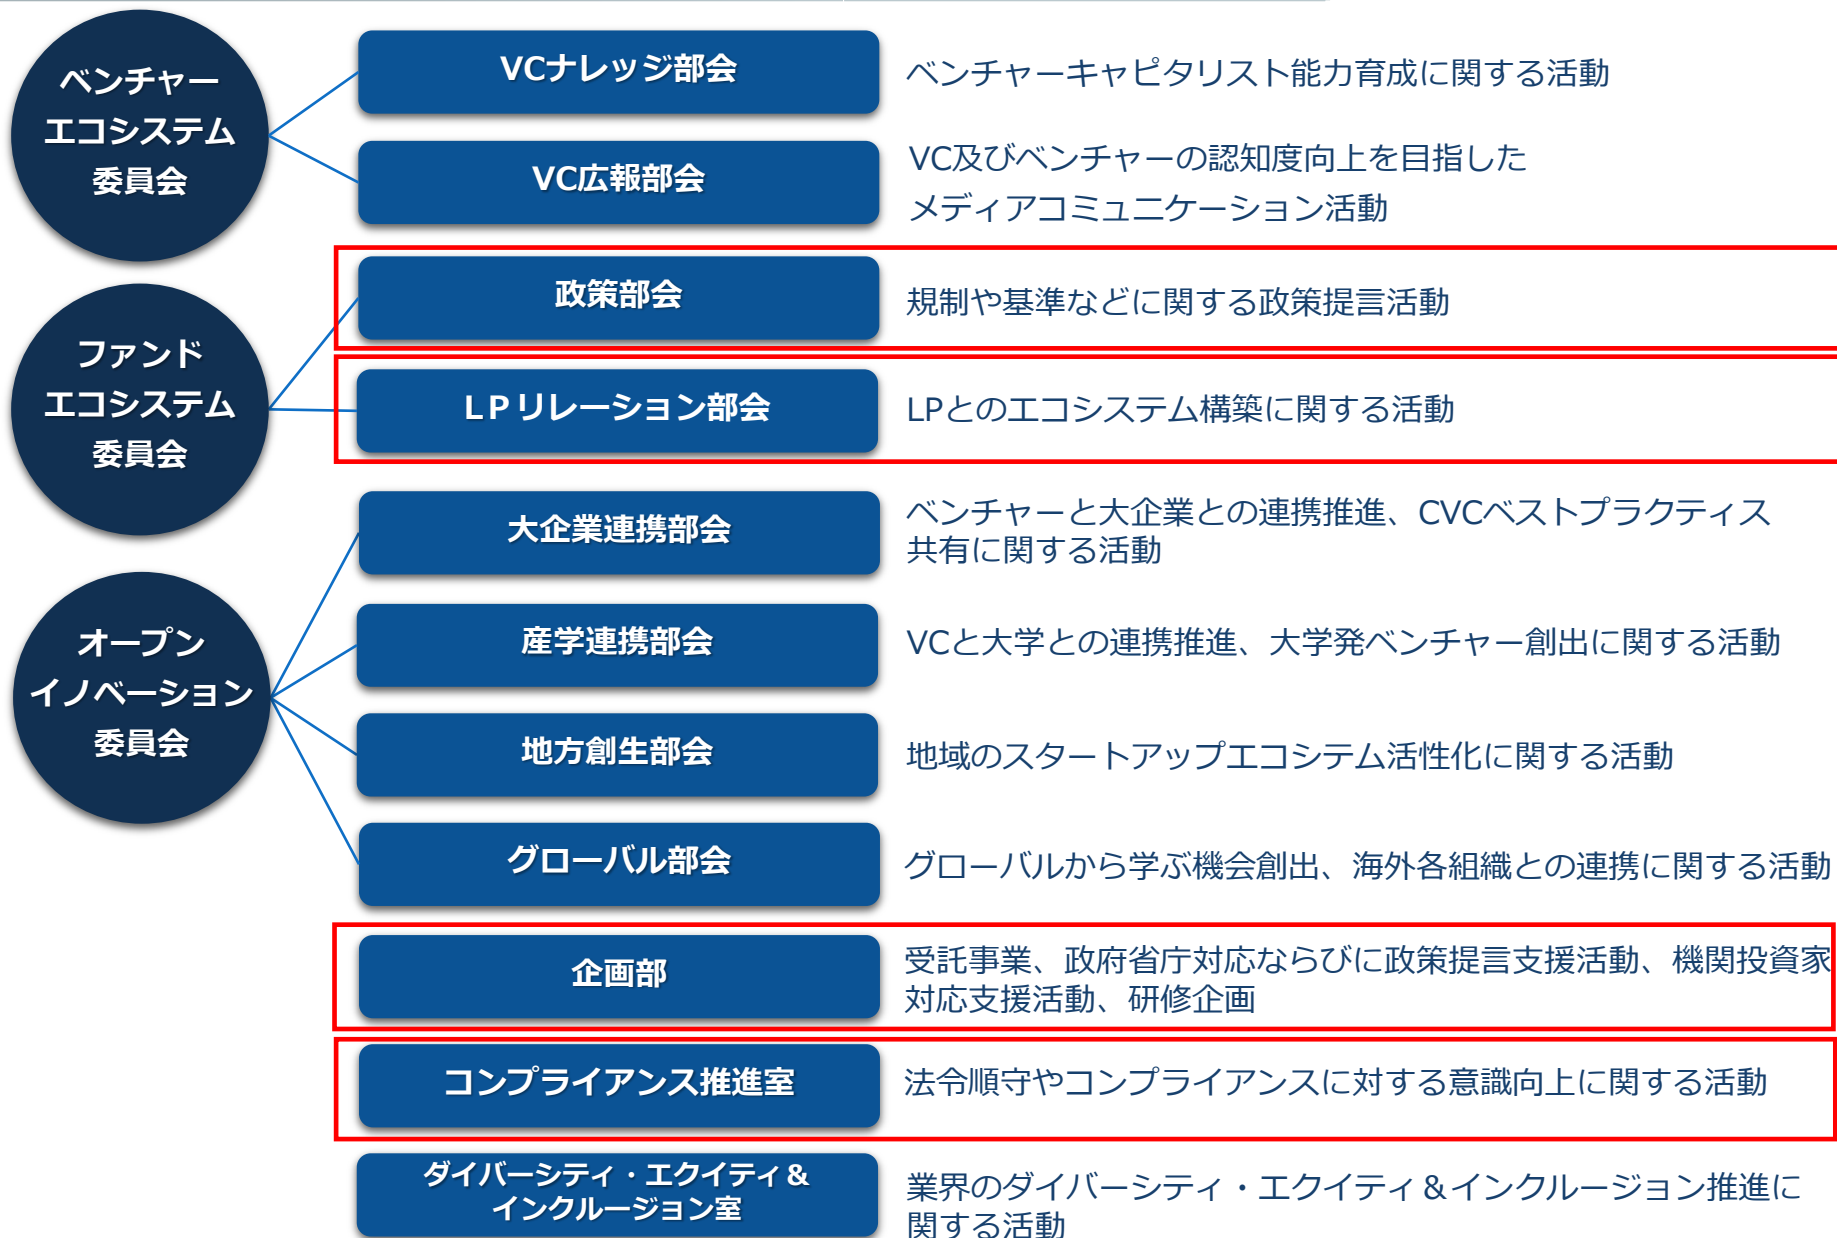 ベンチャー
エコシステム
委員会
VCナレッジ部会
ベンチャーキャピタリスト能力育成に関する活動
VC広報部会
VC及びベンチャーの認知度向上を目指した
メディアコミュニケーション活動
ファンド
エコシステム
委員会
政策部会
規制や基準などに関する政策提言活動
LPリレーション部会
LPとのエコシステム構築に関する活動
オープン
イノベーション
委員会
大企業連携部会
ベンチャーと大企業との連携推進、CVCベストプラクティス
共有に関する活動
産学連携部会
VCと大学との連携推進、大学発ベンチャー創出に関する活動
地方創生部会
地域のスタートアップエコシステム活性化に関する活動
グローバル部会
グローバルから学ぶ機会創出、海外各組織との連携に関する活動
企画部
受託事業、政府省庁対応ならびに政策提言支援活動、機関投資家
対応支援活動、研修企画
コンプライアンス推進室
法令順守やコンプライアンスに対する意識向上に関する活動
ダイバーシティ・エクイティ＆
インクルージョン室
業界のダイバーシティ・エクイティ＆インクルージョン推進に
関する活動